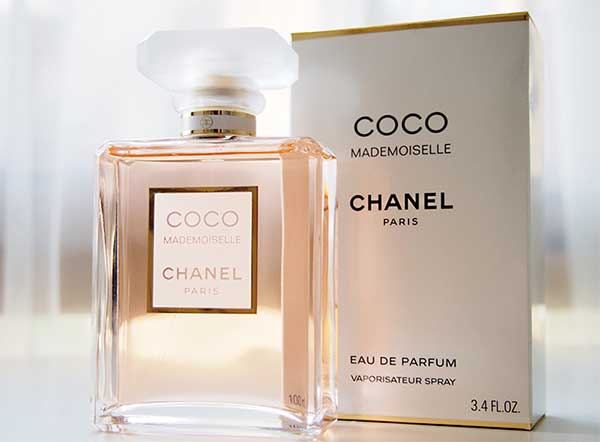 COCO
MADEMOISELLE
CHANEL
PARIS
COCO
MADEMOISELLE
CHANEL
PARIS
EAU DE PARFUM
VAPORISATEUR SPRAY
3.4 FL.OZ.